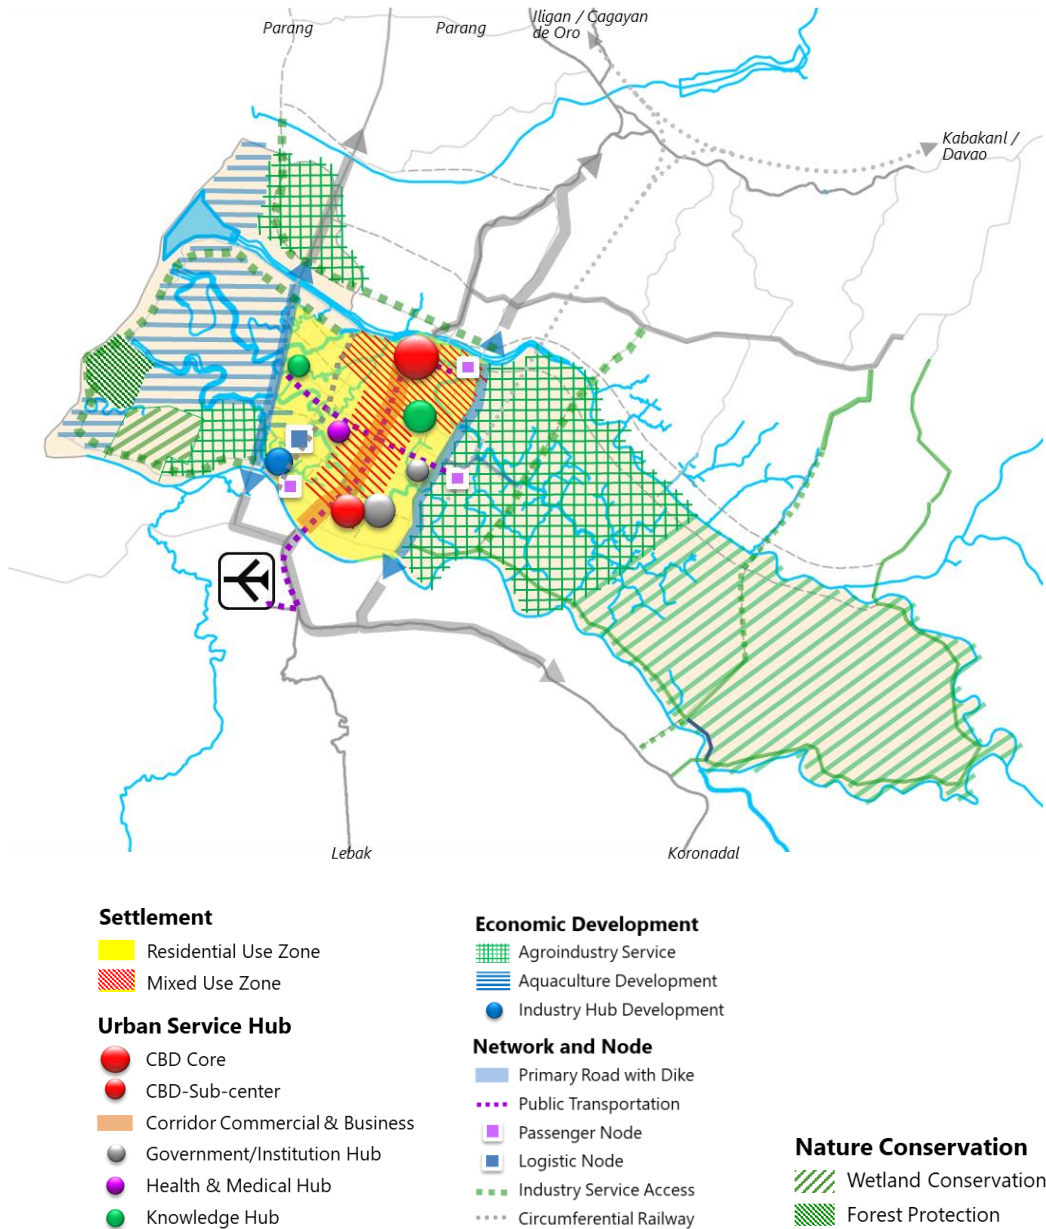 Parang
Parang
Iligan / Cagayan
de Oro
Kabakanl /
Davao
Lebak
Koronadal
Settlement
Residential Use Zone
Mixed Use Zone
Urban Service Hub
CBD Core
CBD-Sub-center
Corridor Commercial & Business
Government/Institution Hub
Health & Medical Hub
Knowledge Hub
Economic Development
Agroindustry Service
Aquaculture Development
Industry Hub Development
Network and Node
Primary Road with Dike
Public Transportation
Passenger Node
Logistic Node
Industry Service Access
Circumferential Railway
Nature Conservation
Wetland Conservation
Forest Protection